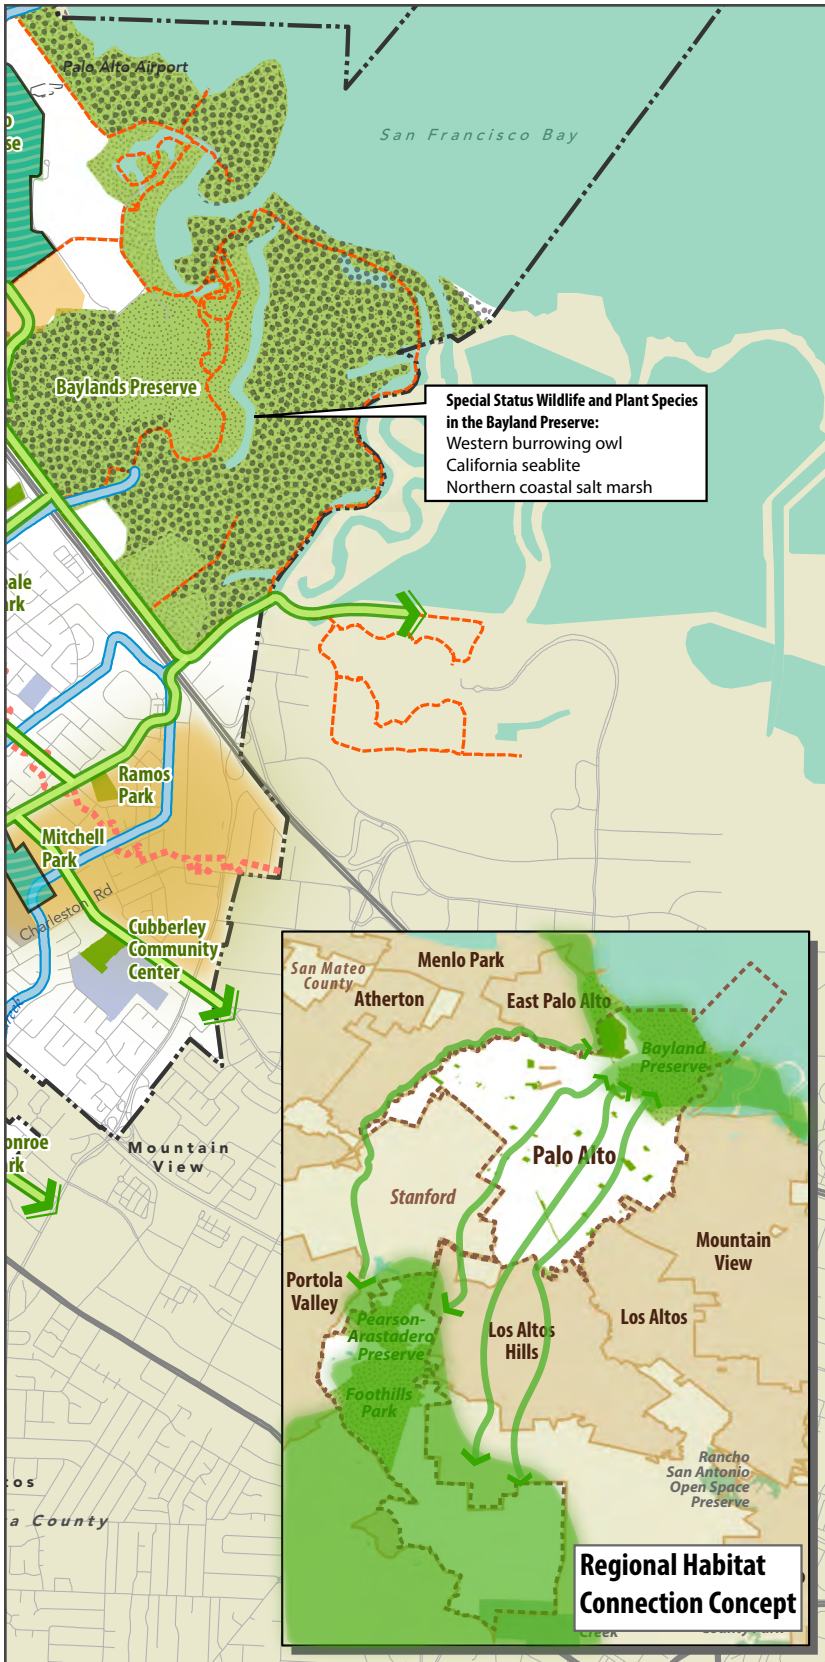 Palo Alto Airport
San Francisco Bay
Baylands Preserve
Special Status Wildlife and Plant Species
in the Bayland Preserve:
Western burrowing owl
California seablite
Northern coastal salt marsh
Ramos
Park
Mitchell
Park
Charleston Rd
Cubberley
Community
Center
Mountain
View
a County
San Mateo
County
Menlo Park
Atherton
East Palo Alto
Bayland
Preserve
Palo Alto
Stanford
Mountain
View
Portola
Valley
Los Altos
Los Altos
Hills
Pearson-
Arastadero
Preserve
Foothills
Park
Rancho
San Antonio
Open Space
Preserve
Regional Habitat
Connection Concept
Creek